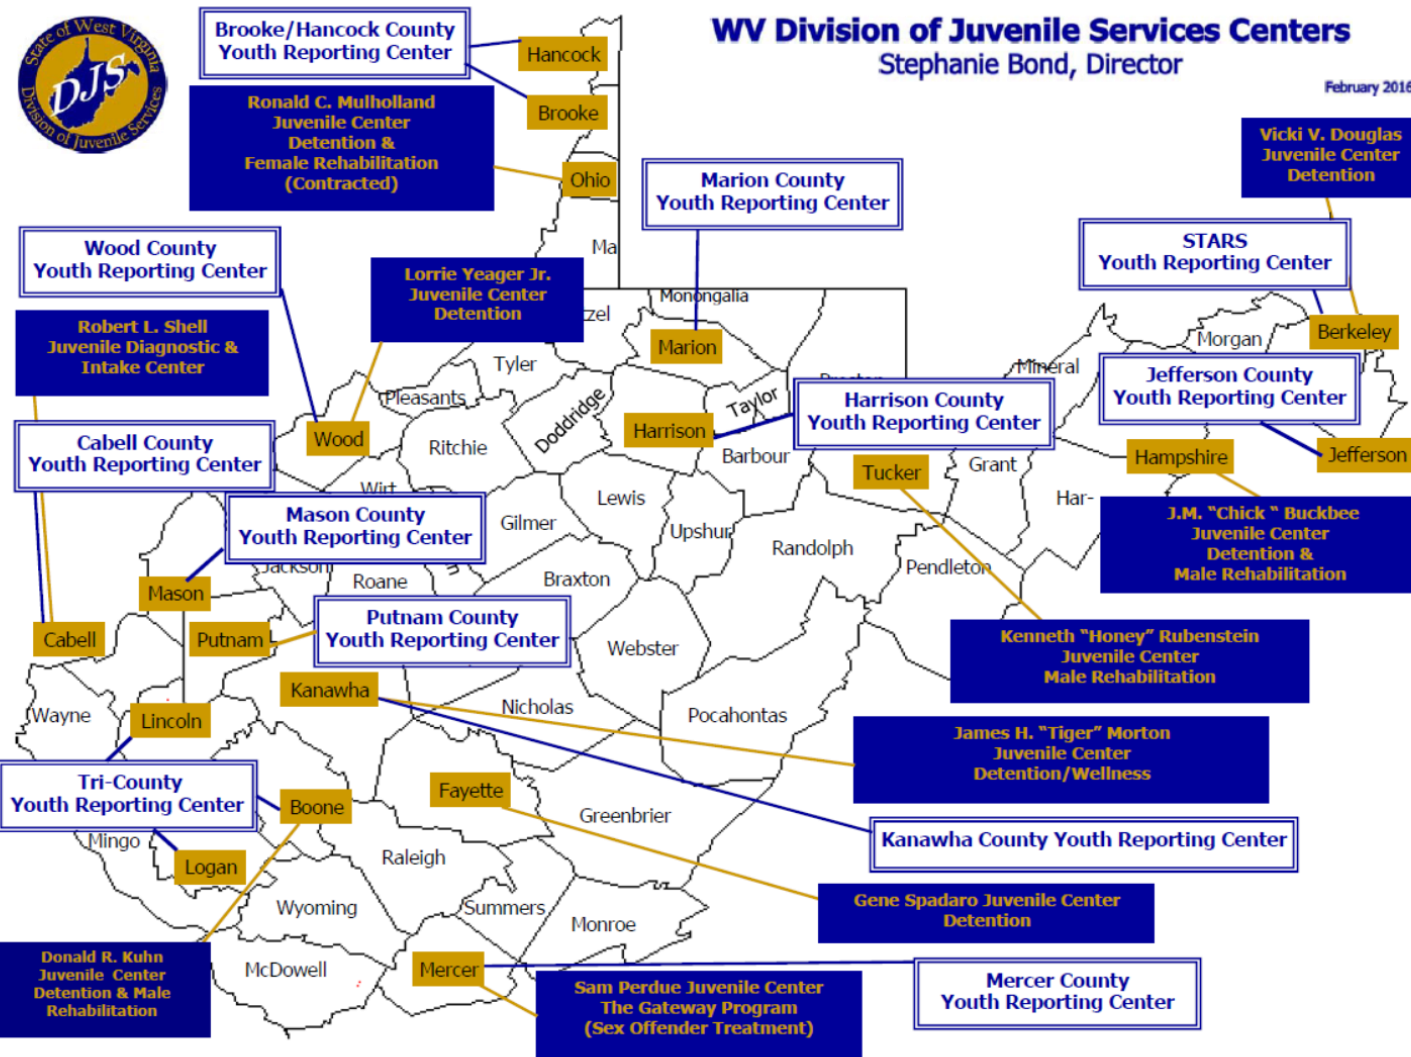 State of West Virginia
DJS
Division of Juvenile Services
WV Division of Juvenile Services Centers
Stephanie Bond, Director
February 2016
Brooke/Hancock County
Youth Reporting Center
Hancock
Brooke
Ronald C. Mulholland
Juvenile Center
Detention &
Female Rehabilitation
(Contracted)
Ohio
Marion County
Youth Reporting Center
Vicki V. Douglas
Juvenile Center
Detention
STARS
Youth Reporting Center
Wood County
Youth Reporting Center
Ma
Lorrie Yeager Jr.
Juvenile Center
Detention
zel
Monongalia
Marion
Robert L. Shell
Juvenile Diagnostic &
Intake Center
Tyler
Pleasants
Doddridge
Taylor
Mineral
Morgan
Berkeley
Jefferson County
Youth Reporting Center
Harrison County
Youth Reporting Center
Wood
Ritchie
Harrison
Barbour
Tucker
Grant
Hampshire
Jefferson
Cabell County
Youth Reporting Center
Wirt
Lewis
Har-
Mason County
Youth Reporting Center
Gilmer
Upshur
Randolph
J.M. “Chick “ Buckbee
Juvenile Center
Detention &
Male Rehabilitation
Jackson
Roane
Braxton
Pendleton
Mason
Cabell
Putnam
Putnam County
Youth Reporting Center
Webster
Kenneth “Honey” Rubenstein
Juvenile Center
Male Rehabilitation
Kanawha
Nicholas
Pocahontas
Wayne
Lincoln
James H. “Tiger” Morton
Juvenile Center
Detention/Wellness
Tri-County
Youth Reporting Center
Boone
Fayette
Greenbrier
Mingo
Kanawha County Youth Reporting Center
Logan
Raleigh
Wyoming
Summers
Monroe
Gene Spadaro Juvenile Center
Detention
Donald R. Kuhn
Juvenile Center
Detention & Male
Rehabilitation
McDowell
Mercer
Sam Perdue Juvenile Center
The Gateway Program
(Sex Offender Treatment)
Mercer County
Youth Reporting Center